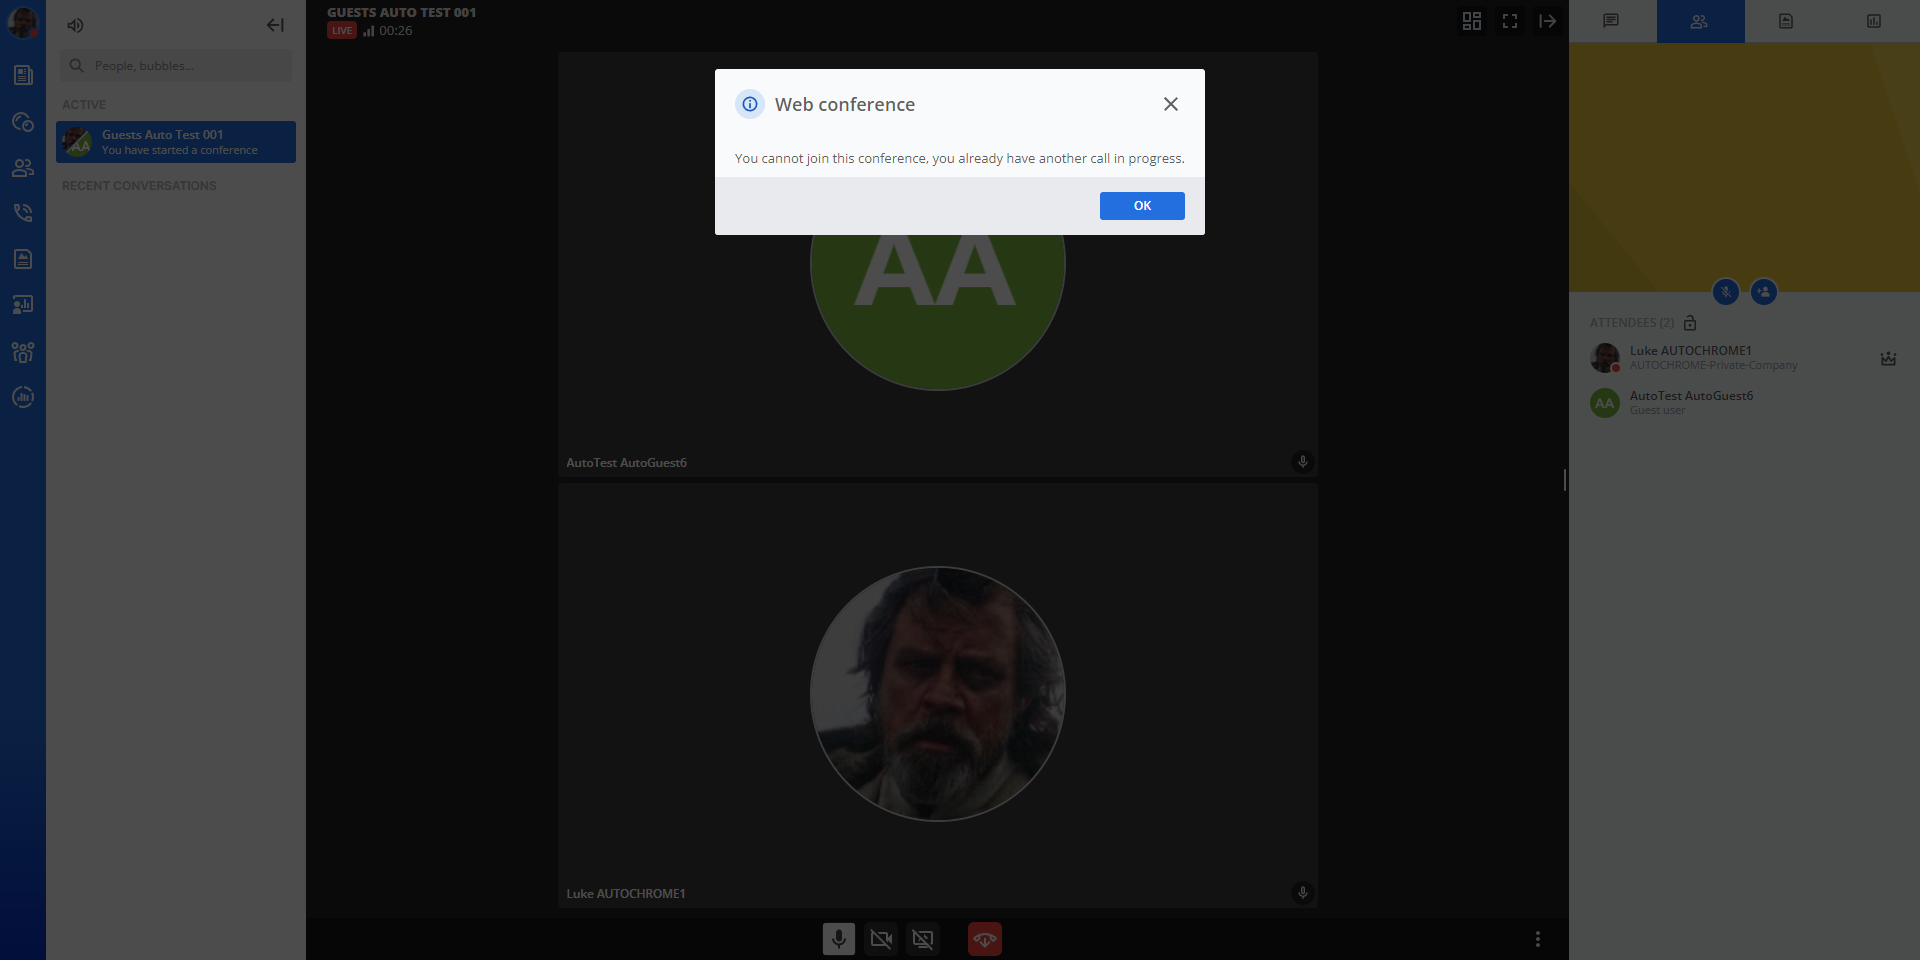 GUESTS AUTO TEST 001
LIVE 00:26
People, bubbles...
ACTIVE
AA
Guests Auto Test 001
You have started a conference
RECENT CONVERSATIONS
Web conference
You cannot join this conference, you already have another call in progress.
OK
AA
AutoTest AutoGuest6
Luke AUTOCHROME1
ATTENDEES (2)
Luke AUTOCHROME1
AUTOCHROME-Private-Company
AA
AutoTest AutoGuest6
Guest user